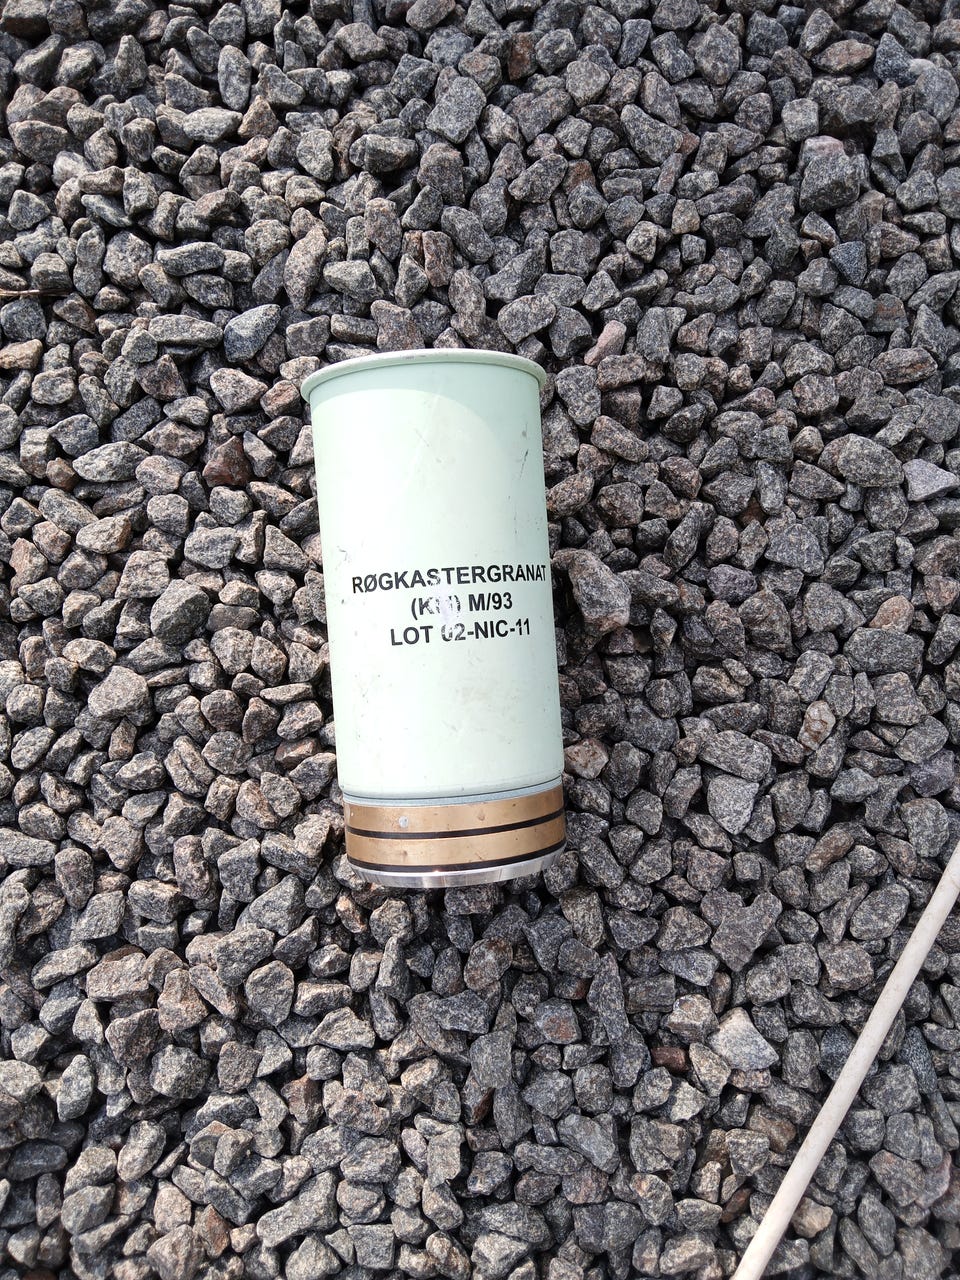 RØGKASTERGRANAT
M/93
LOT 02-NIC-11